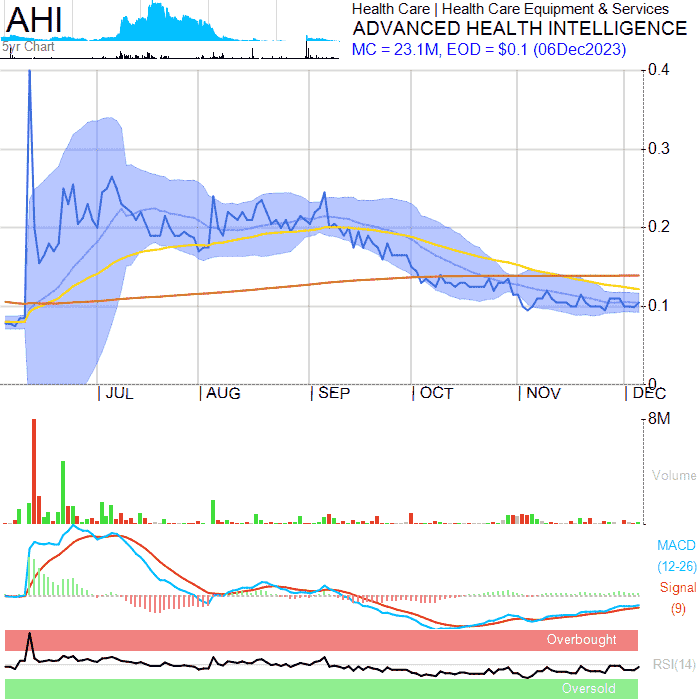 AHI
5yr Chart
Health Care | Health Care Equipment & Services
ADVANCED HEALTH INTELLIGENCE
MC = 23.1M, EOD = $0.1 (06Dec2023)
0.4
0.3
0.2
0.1
0
JUL
AUG
SEP
OCT
NOV
DEC
8M
Volume
MACD
(12-26)
Signal
(9)
Overbought
RSI(14)
Oversold